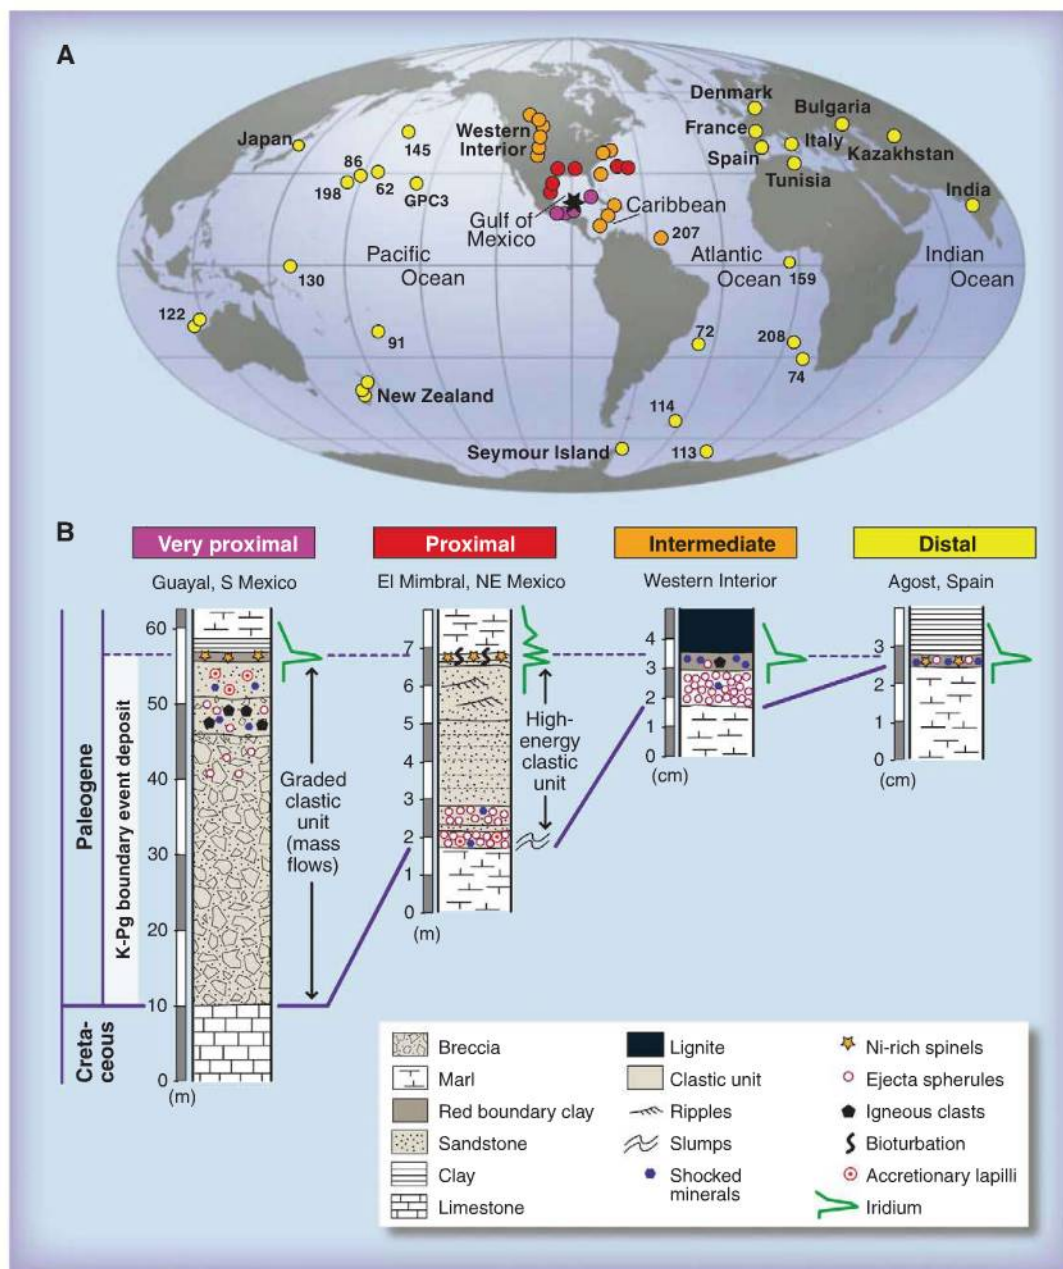 A
Denmark
Bulgaria
Japan
145
Western
Interior
France
Italy
Spain
Kazakhstan
Tunisia
86
198
62
GPC3
India
Gulf of
Mexico
Caribbean
207
Pacific
Ocean
Atlantic
Ocean
Indian
Ocean
130
159
122
91
72
208
74
New Zealand
114
Seymour Island
113
B
Very proximal
Proximal
Intermediate
Distal
Guayal, S Mexico
El Mimbral, NE Mexico
Western Interior
Agost, Spain
Paleogene
Creta-
ceous
K-Pg boundary event deposit
60
50
40
30
20
10
0
(m)
Graded
clastic
unit
(mass
flows)
7
6
5
4
3
2
1
0
(m)
High-
energy
clastic
unit
4
3
2
1
0
(cm)
3
2
1
0
(cm)
Breccia
Marl
Red boundary clay
Sandstone
Clay
Limestone
Lignite
Clastic unit
Ripples
Slumps
Shocked
minerals
Ni-rich spinels
Ejecta spherules
Igneous clasts
Bioturbation
Accretionary lapilli
Iridium